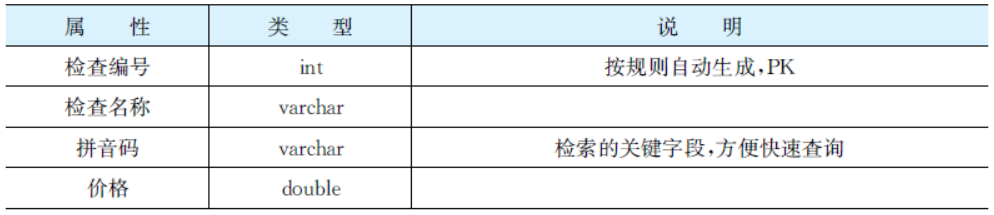 属 性 类 型 说 明
检查编号 int 按规则自动生成,PK
检查名称 varchar
拼音码 varchar 检索的关键字段,方便快速查询
价格 double